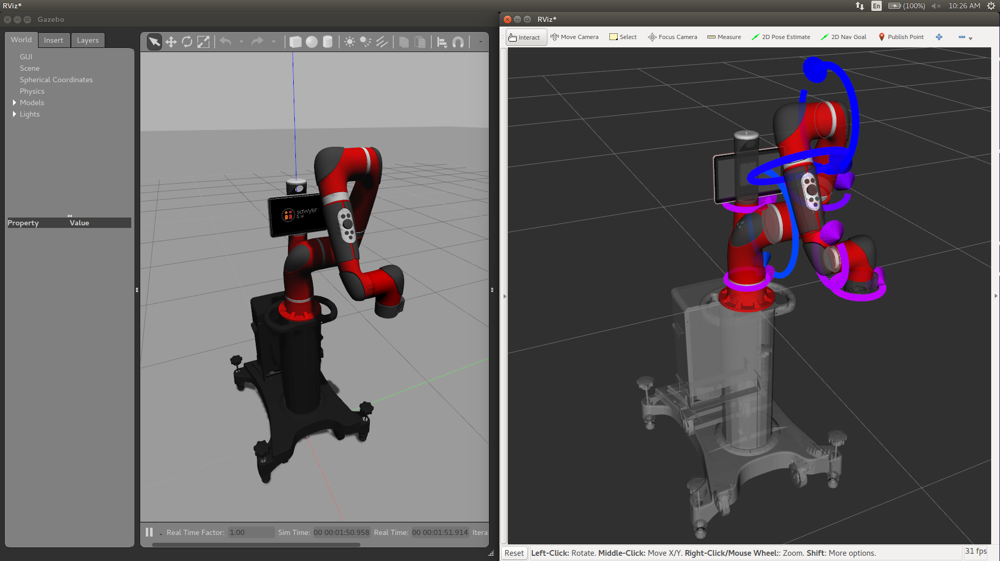 RViz*
En
(100%)
10:26 AM
Gazebo
World
Insert
Layers
GUI
Scene
Spherical Coordinates
Physics
Models
Lights
Property Value
sawyer
Real Time Factor: 1.00 Sim Time: 00 00:01:50.958 Real Time: 00 00:01:51.914 Itera
RViz*
Interact
Move Camera
Select
Focus Camera
Measure
2D Pose Estimate
2D Nav Goal
Publish Point
Reset
Left-Click: Rotate. Middle-Click: Move X/Y. Right-Click/Mouse Wheel:: Zoom. Shift: More options.
31 fps